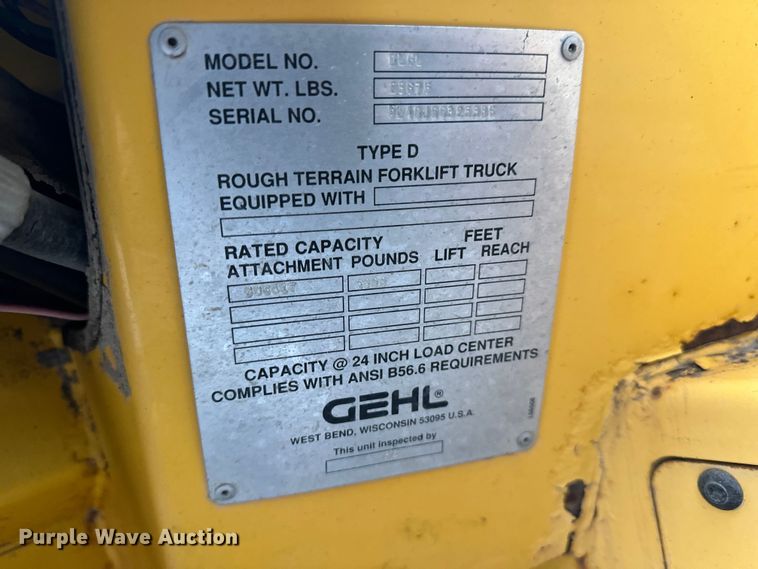 MODEL NO.
NET WT. LBS.
SERIAL NO.
TYPE D
ROUGH TERRAIN FORKLIFT TRUCK
EQUIPPED WITH
RATED CAPACITY FEET
ATTACHMENT POUNDS LIFT REACH
CAPACITY @ 24 INCH LOAD CENTER
COMPLIES WITH ANSI B56.6 REQUIREMENTS
GEHL®
WEST BEND, WISCONSIN 53095 U.S.A.
This unit inspected by
Purple Wave Auction